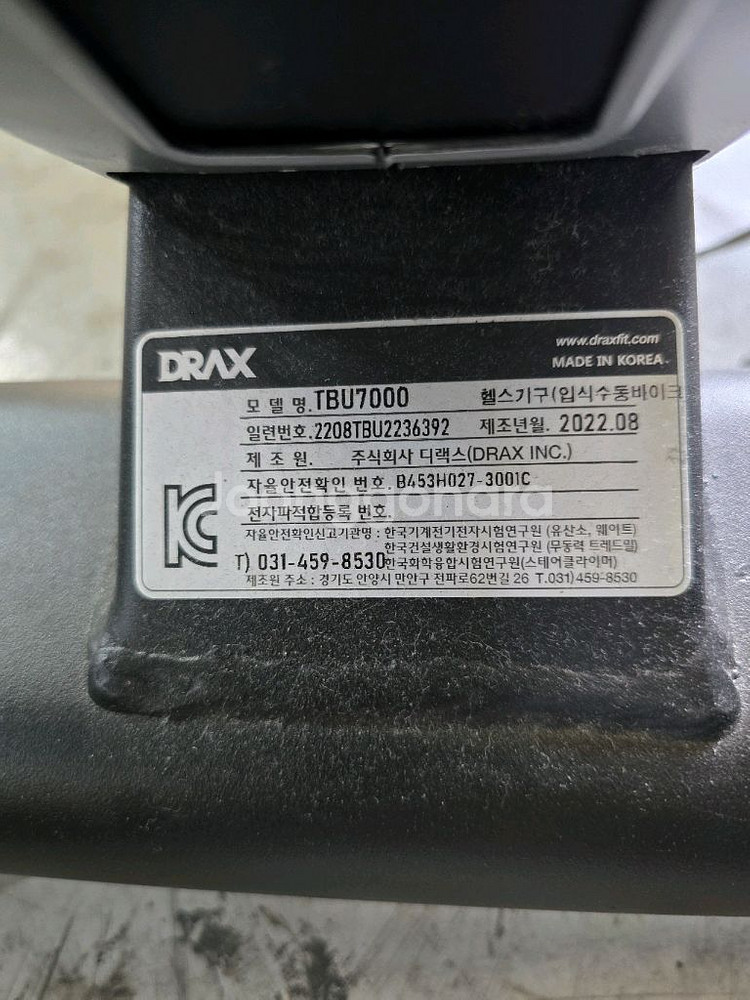 www.draxfit.com
DRAX
MADE IN KOREA
모 델 명. TBU7000 헬스기구(입식수동바이크
일련번호. 2208TBU2236392 제조년월. 2022.08
제 조 원. 주식회사 디랙스(DRAX INC.)
자율안전확인 번호. B453H027-3001C
joonggonara
전자파적합등록 번호.
자율안전확인신고기관명 : 한국기계전기전자시험연구원 (유산소, 웨이트)
한국건설생활환경시험연구원 (무동력 트레드밀)
T) 031-459-8530 한국화학융합시험연구원(스테어클라이머)
제조원 주소 : 경기도 안양시 만안구 전파로62번길 26 T.031)459-8530